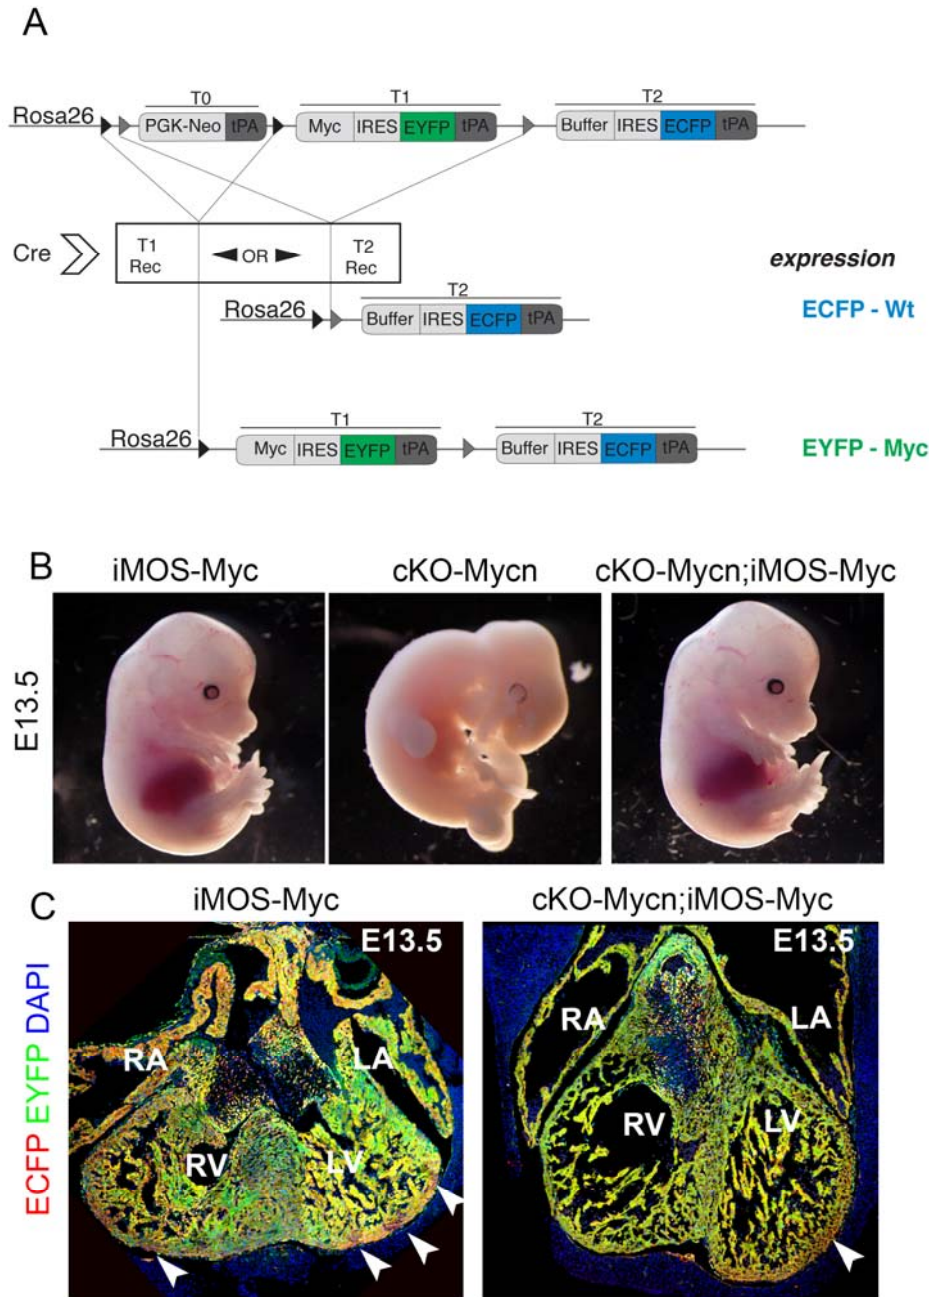 A
T0
T1
T2
Rosa26
PGK-Neo tPA
Myc IRES EYFP tPA
Buffer IRES ECFP tPA
Cre
T1 Rec
OR
T2 Rec
expression
T2
Rosa26
Buffer IRES ECFP tPA
ECFP - Wt
T1
T2
Rosa26
Myc IRES EYFP tPA
Buffer IRES ECFP tPA
EYFP - Myc
B
iMOS-Myc
cKO-Mycn
cKO-Mycn;iMOS-Myc
E13.5
C
iMOS-Myc
cKO-Mycn;iMOS-Myc
ECFP EYFP DAPI
E13.5
RA
LA
RV
LV
E13.5
RA
LA
RV
LV